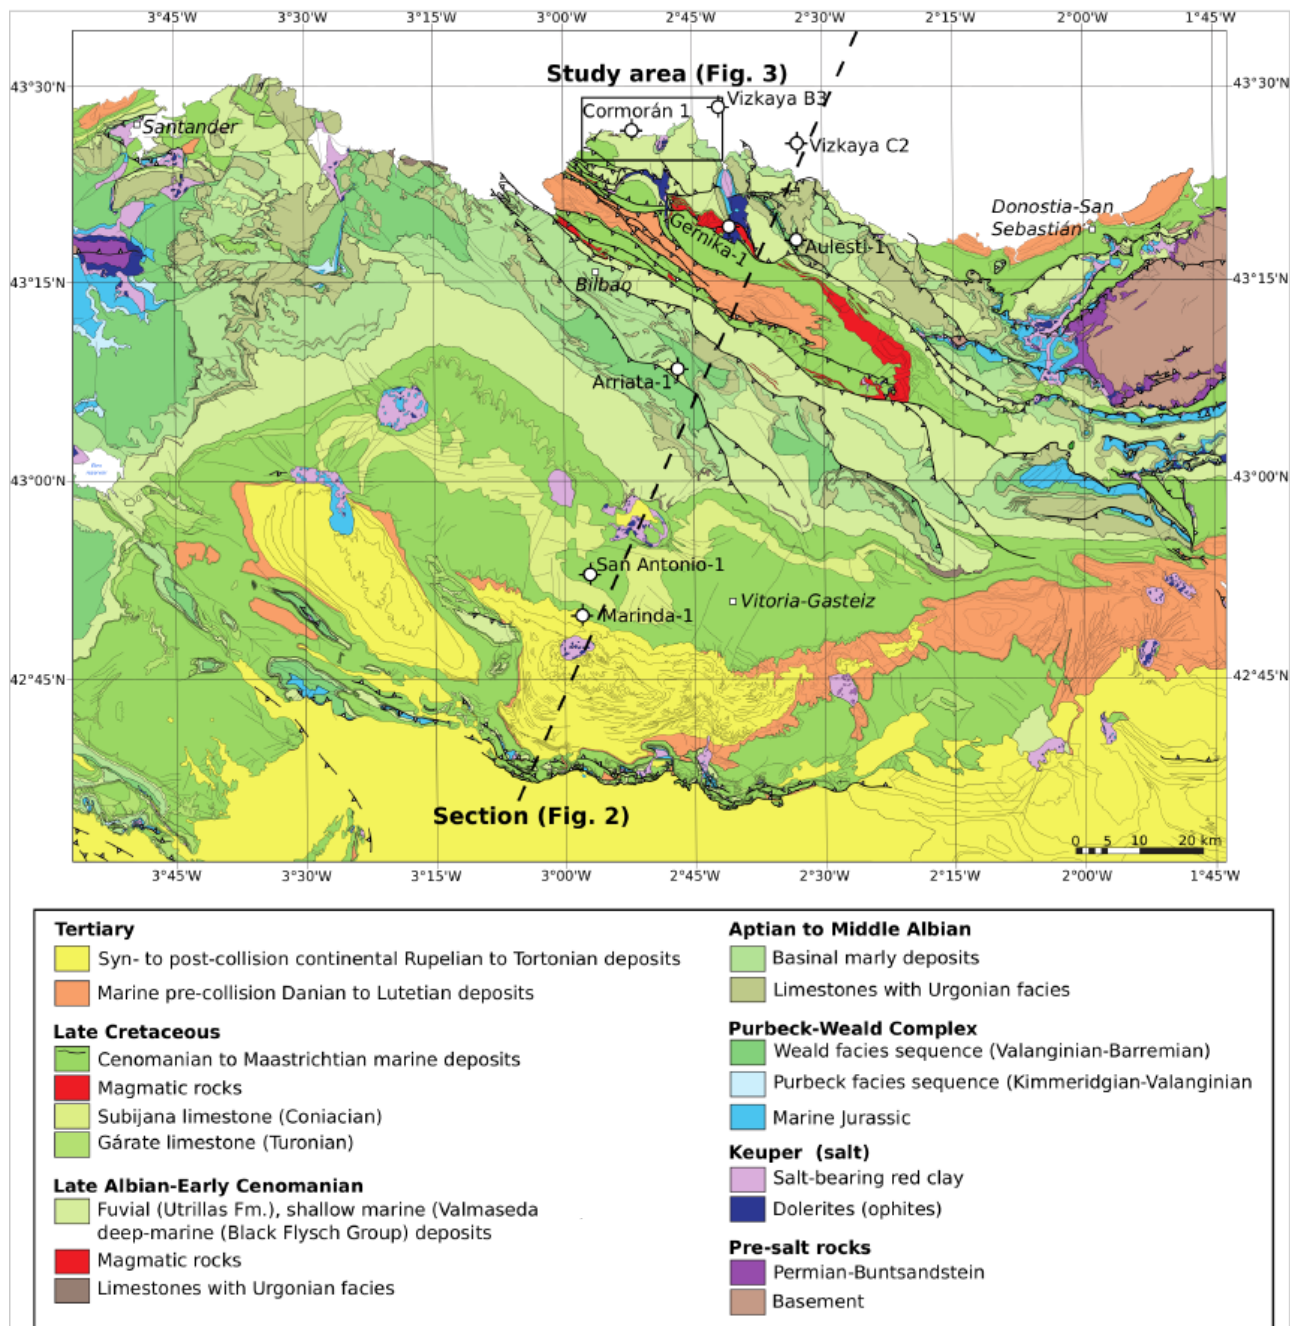 3°45'W 3°30'W 3°15'W 3°00'W 2°45'W 2°30'W 2°15'W 2°00'W 1°45'W
43°30'N
43°30'N
Study area (Fig. 3)
Cormorán 1
Vizkaya B3
Santander
Vizkaya C2
Donostia-San
Sebastián
Gernika-1
Aulesti-1
43°15'N
43°15'N
Bilbao
Arriata-1
43°00'N
43°00'N
San Antonio-1
Vitoria-Gasteiz
Marinda-1
42°45'N
42°45'N
Section (Fig. 2)
0 5 10 20 km
3°45'W 3°30'W 3°15'W 3°00'W 2°45'W 2°30'W 2°15'W 2°00'W 1°45'W
Tertiary
Syn- to post-collision continental Rupelian to Tortonian deposits
Marine pre-collision Danian to Lutetian deposits
Late Cretaceous
Cenomanian to Maastrichtian marine deposits
Magmatic rocks
Subijana limestone (Coniacian)
Gárate limestone (Turonian)
Late Albian-Early Cenomanian
Fuvial (Utrillas Fm.), shallow marine (Valmaseda
deep-marine (Black Flysch Group) deposits
Magmatic rocks
Limestones with Urgonian facies
Aptian to Middle Albian
Basinal marly deposits
Limestones with Urgonian facies
Purbeck-Weald Complex
Weald facies sequence (Valanginian-Barremian)
Purbeck facies sequence (Kimmeridgian-Valanginian
Marine Jurassic
Keuper (salt)
Salt-bearing red clay
Dolerites (ophites)
Pre-salt rocks
Permian-Buntsandstein
Basement